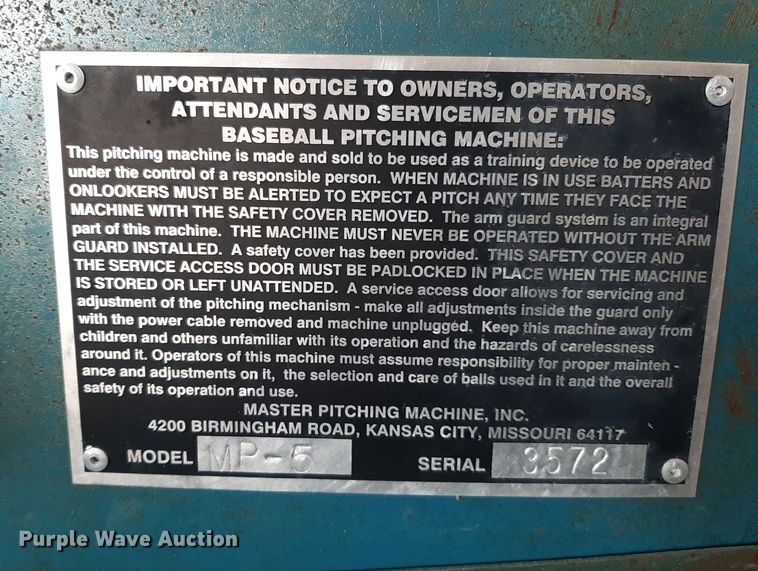 IMPORTANT NOTICE TO OWNERS, OPERATORS,
ATTENDANTS AND SERVICEMEN OF THIS
BASEBALL PITCHING MACHINE:
This pitching machine is made and sold to be used as a training device to be operated
under the control of a responsible person. WHEN MACHINE IS IN USE BATTERS AND
ONLOOKERS MUST BE ALERTED TO EXPECT A PITCH ANY TIME THEY FACE THE
MACHINE WITH THE SAFETY COVER REMOVED. The arm guard system is an integral
part of this machine. THE MACHINE MUST NEVER BE OPERATED WITHOUT THE ARM
GUARD INSTALLED. A safety cover has been provided. THIS SAFETY COVER AND
THE SERVICE ACCESS DOOR MUST BE PADLOCKED IN PLACE WHEN THE MACHINE
IS STORED OR LEFT UNATTENDED. A service access door allows for servicing and
adjustment of the pitching mechanism - make all adjustments inside the guard only
with the power cable removed and machine unplugged. Keep this machine away from
children and others unfamiliar with its operation and the hazards of carelessness
around it. Operators of this machine must assume responsibility for proper mainten -
ance and adjustments on it, the selection and care of balls used in it and the overall
safety of its operation and use.
MASTER PITCHING MACHINE, INC.
4200 BIRMINGHAM ROAD, KANSAS CITY, MISSOURI 64117
MODEL MP-5 SERIAL 3572
Purple Wave Auction